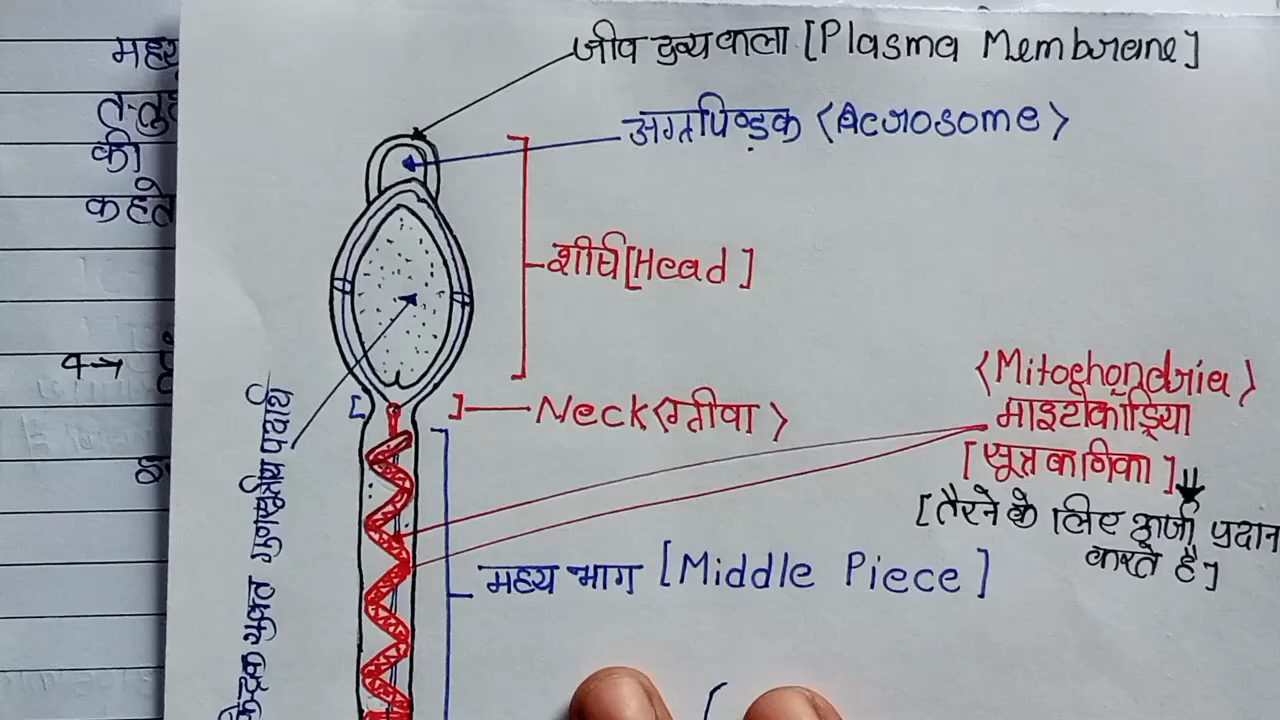 जीव द्रव्य कला [Plasma Membrane]
अग्रपिण्ड़क <Acrosome>
शीर्ष [Head]
Neck <ग्रीवा>
<Mitochondria>
माइटोकॉड्रिया
[सूत्र कणिका]
[तैरने के लिए ऊर्जा प्रदान
करते है]
मध्य भाग [Middle Piece]
केन्द्रक युक्त गुणसूत्रीय पदार्थ
की
कहते